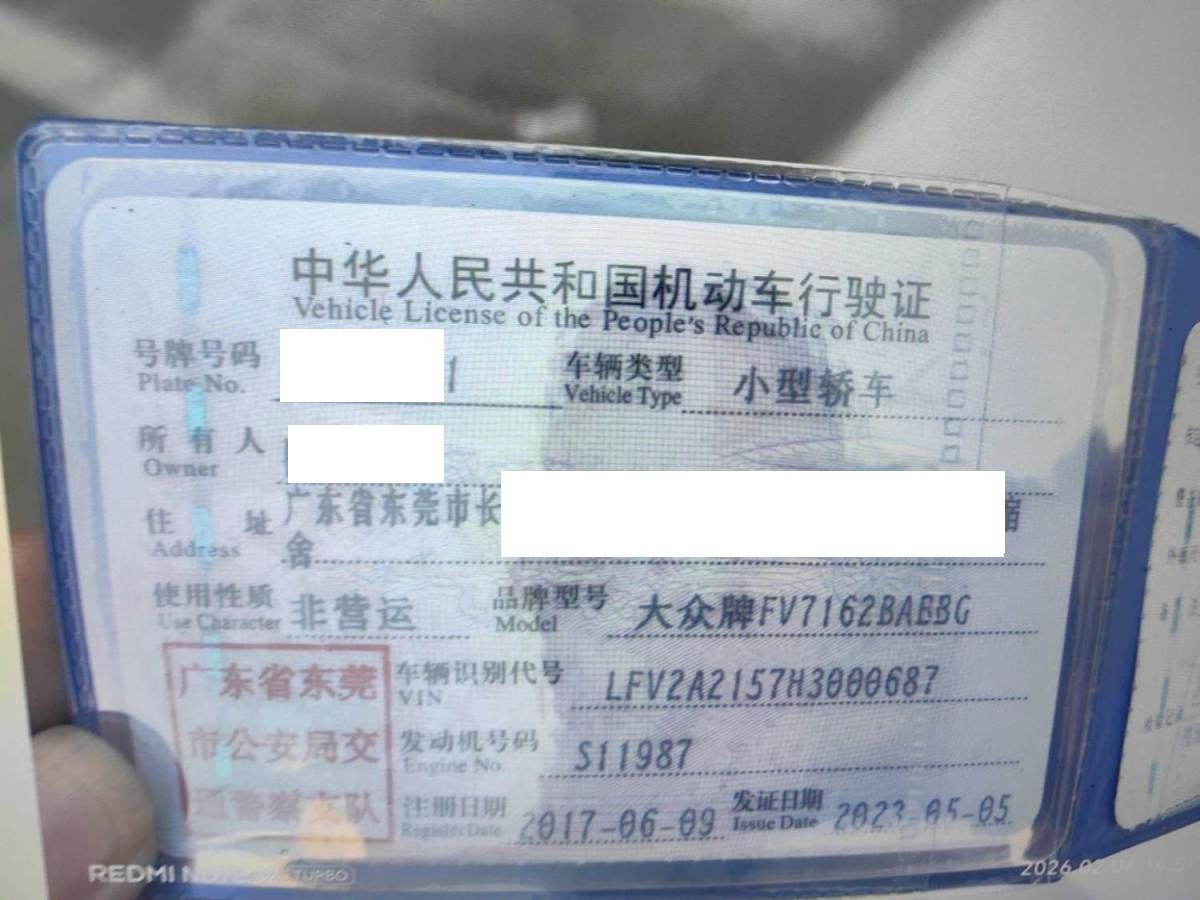 中华人民共和国机动车行驶证
Vehicle License of the People's Republic of China
号牌号码 1 车辆类型 小型轿车
Plate No. Vehicle Type
所有人
Owner
住址 广东省东莞市长
Address 舍
使用性质 非营运 品牌型号 大众牌FV7162BABBG
Use Character Model
广东省东莞 车辆识别代号 LFV2A2157H3000687
VIN
市公安局交 发动机号码 S11987
Engine No.
通警察支队 注册日期 2017-06-09 发证日期 2023-05-05
Register Date Issue Date
REDMI TURBO
2026